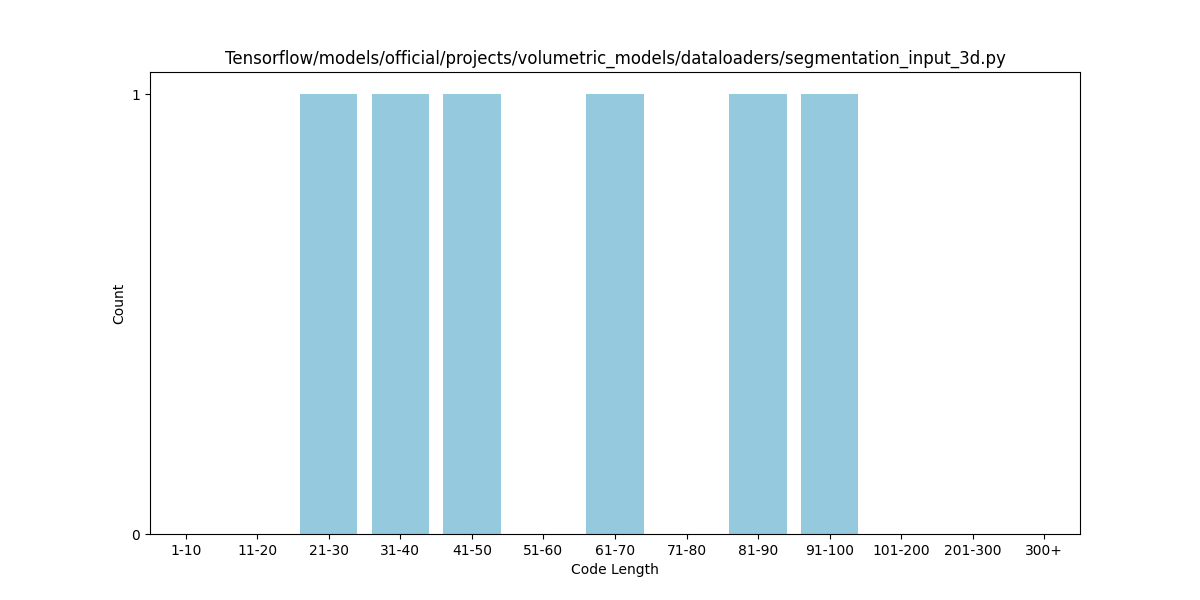 Tensorflow/models/official/projects/volumetric_models/dataloaders/segmentation_input_3d.py
1
Count
0
1-10 11-20 21-30 31-40 41-50 51-60 61-70 71-80 81-90 91-100 101-200 201-300 300+
Code Length